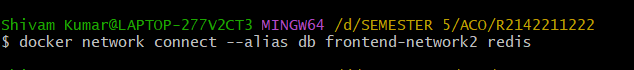 Shivam Kumar@LAPTOP-277V2CT3 MINGW64 /d/SEMESTER 5/ACO/R2142211222
$ docker network connect --alias db frontend-network2 redis